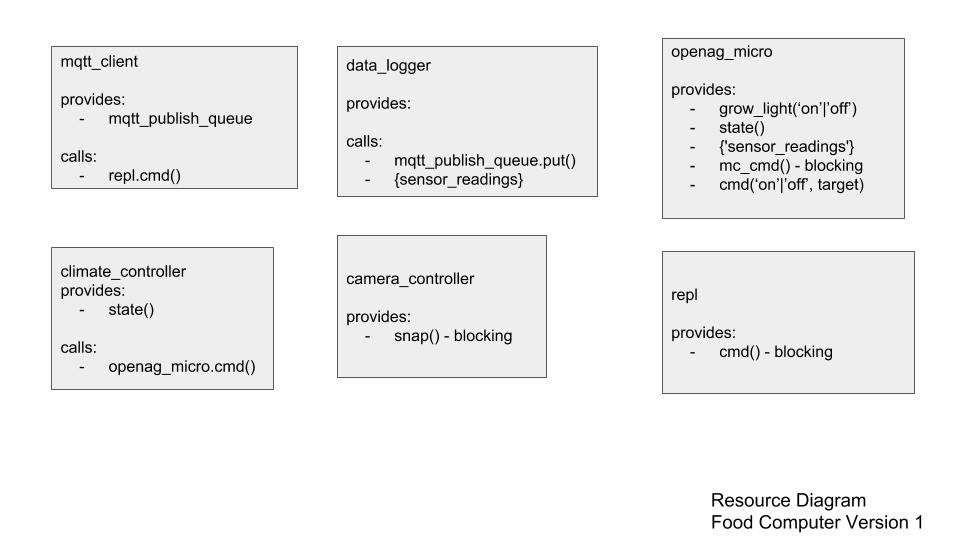 mqtt_client
provides:
- mqtt_publish_queue
calls:
- repl.cmd()
data_logger
provides:
calls:
- mqtt_publish_queue.put()
- {sensor_readings}
openag_micro
provides:
- grow_light(‘on’|’off’)
- state()
- {'sensor_readings'}
- mc_cmd() - blocking
- cmd(‘on’|’off’, target)
climate_controller
provides:
- state()
calls:
- openag_micro.cmd()
camera_controller
provides:
- snap() - blocking
repl
provides:
- cmd() - blocking
Resource Diagram
Food Computer Version 1